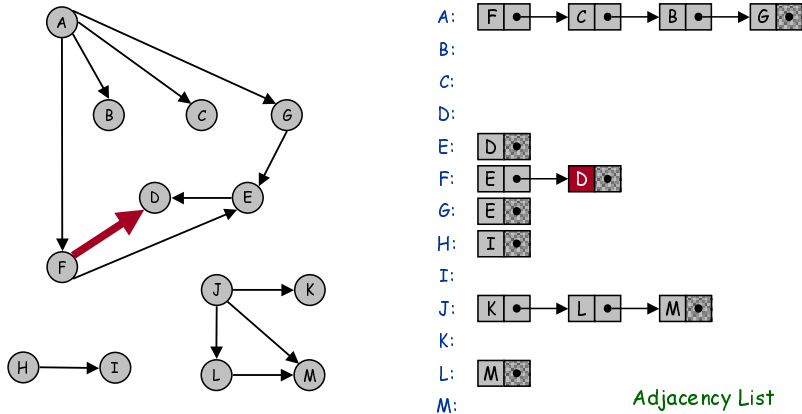 A
B
C
G
D
E
F
J
K
H
I
L
M
A: F C B G
B:
C:
D:
E: D
F: E D
G: E
H: I
I:
J: K L M
K:
L: M
M:
Adjacency List